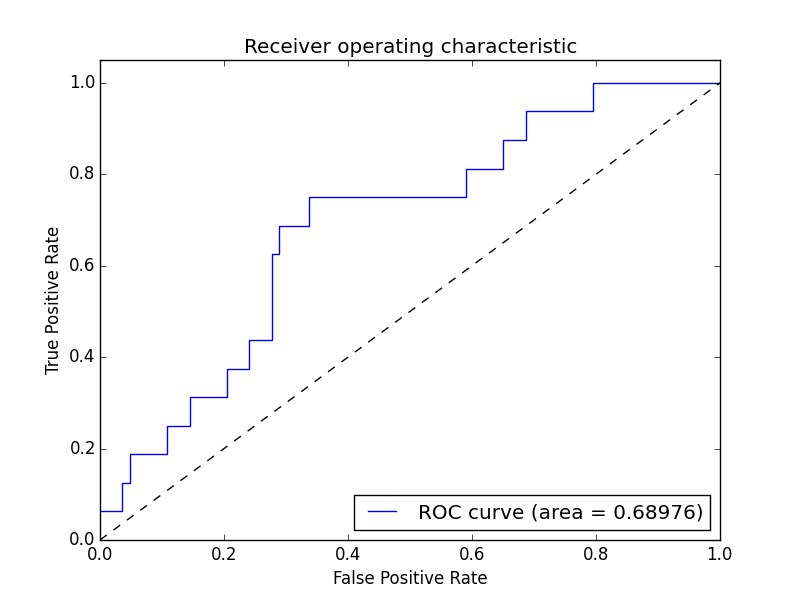 Receiver operating characteristic
True Positive Rate
1.0
0.8
0.6
0.4
0.2
0.0
ROC curve (area = 0.68976)
0.0 0.2 0.4 0.6 0.8 1.0
False Positive Rate